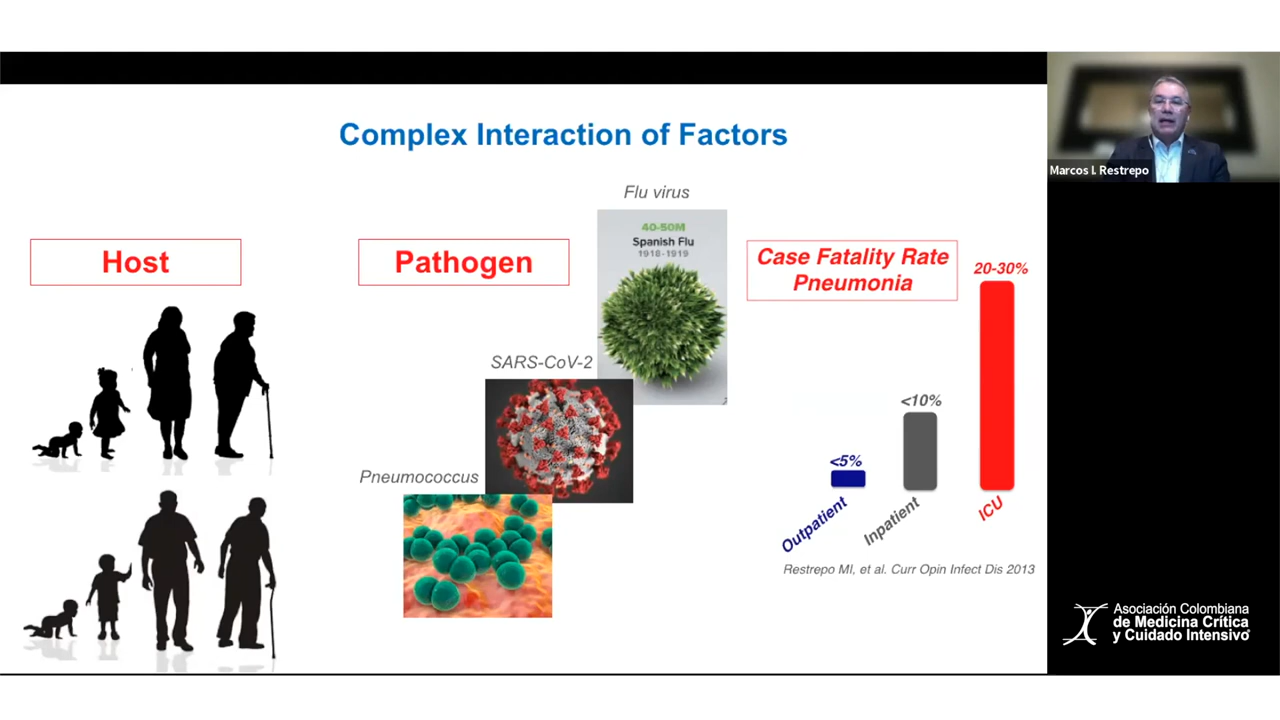 Complex Interaction of Factors
Marcos I. Restrepo
Host
Pathogen
Flu virus
40-50M
Spanish Flu
1918-1919
SARS-CoV-2
Pneumococcus
Case Fatality Rate
Pneumonia
20-30%
<10%
<5%
Outpatient
Inpatient
ICU
Restrepo MI, et al. Curr Opin Infect Dis 2013
Asociación Colombiana
de Medicina Crítica
y Cuidado Intensivo